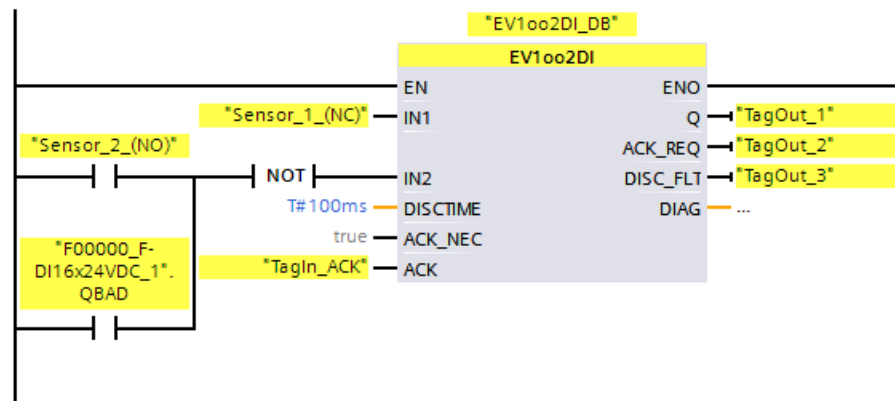 "EV1oo2DI_DB"
EV1oo2DI
EN
ENO
"Sensor_1_(NC)"
IN1
Q
"TagOut_1"
"Sensor_2_(NO)"
ACK_REQ
"TagOut_2"
NOT
IN2
DISC_FLT
"TagOut_3"
T#100ms
DISCTIME
DIAG
...
"F00000_F-
DI16x24VDC_1".
QBAD
true
ACK_NEC
"TagIn_ACK"
ACK